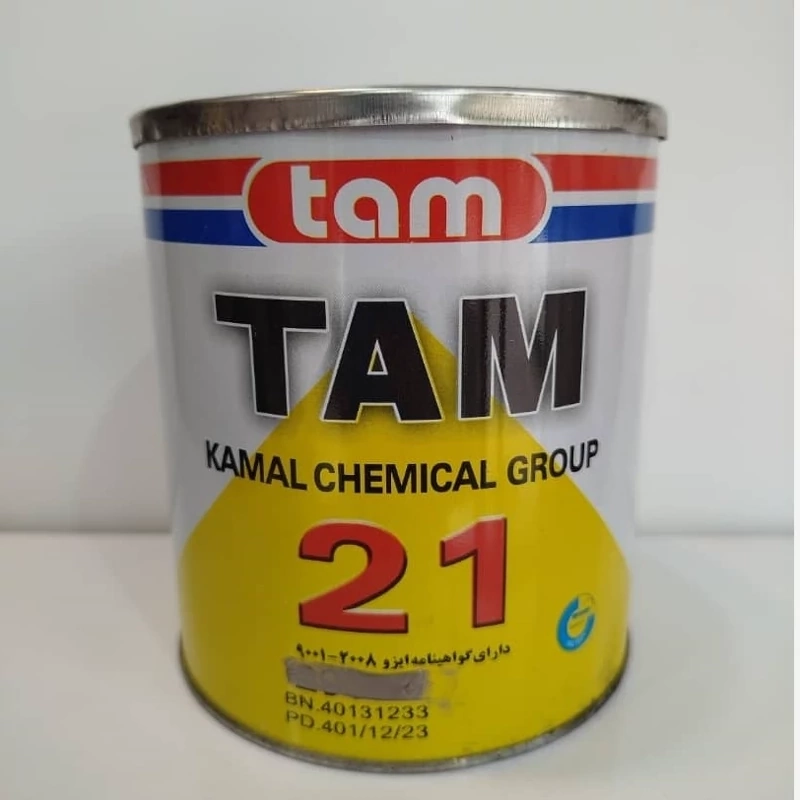 tam
TAM
KAMAL CHEMICAL GROUP
21
دارای گواهینامه ایزو ۲۰۰۸-۹۰۰۱
BN.40131233
PD.401/12/23